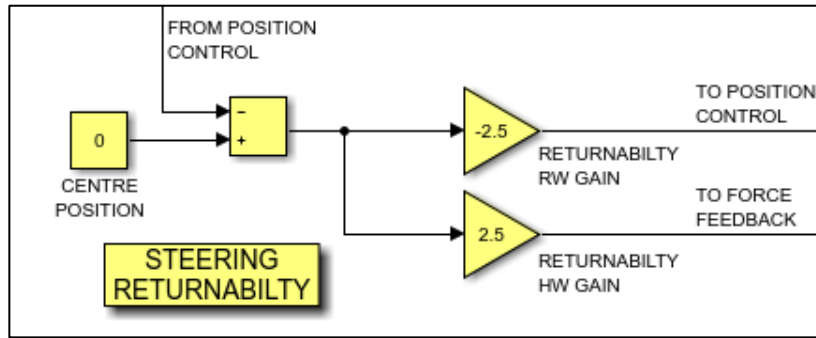 FROM POSITION
CONTROL
−
+
0
CENTRE
POSITION
-2.5
RETURNABILTY
RW GAIN
TO POSITION
CONTROL
2.5
RETURNABILTY
HW GAIN
TO FORCE
FEEDBACK
STEERING
RETURNABILTY